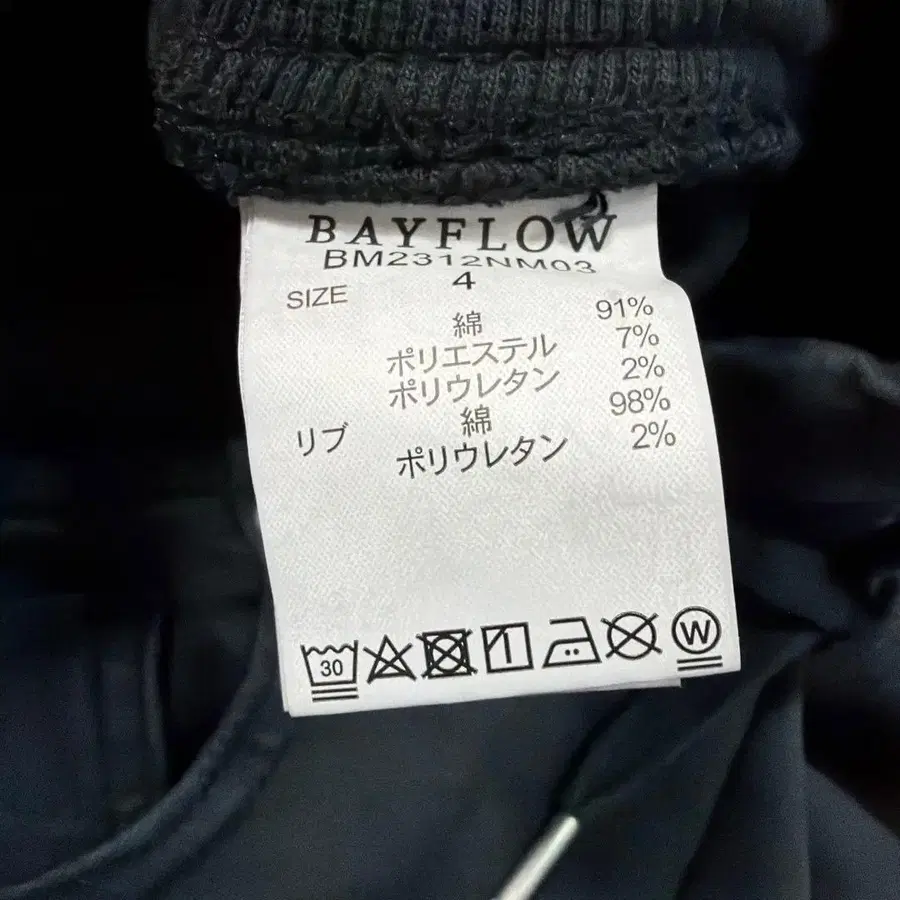 BAYFLOW
BM2312NM03
SIZE 4
綿 91%
ポリエステル 7%
ポリウレタン 2%
リブ 綿 98%
ポリウレタン 2%
30
W